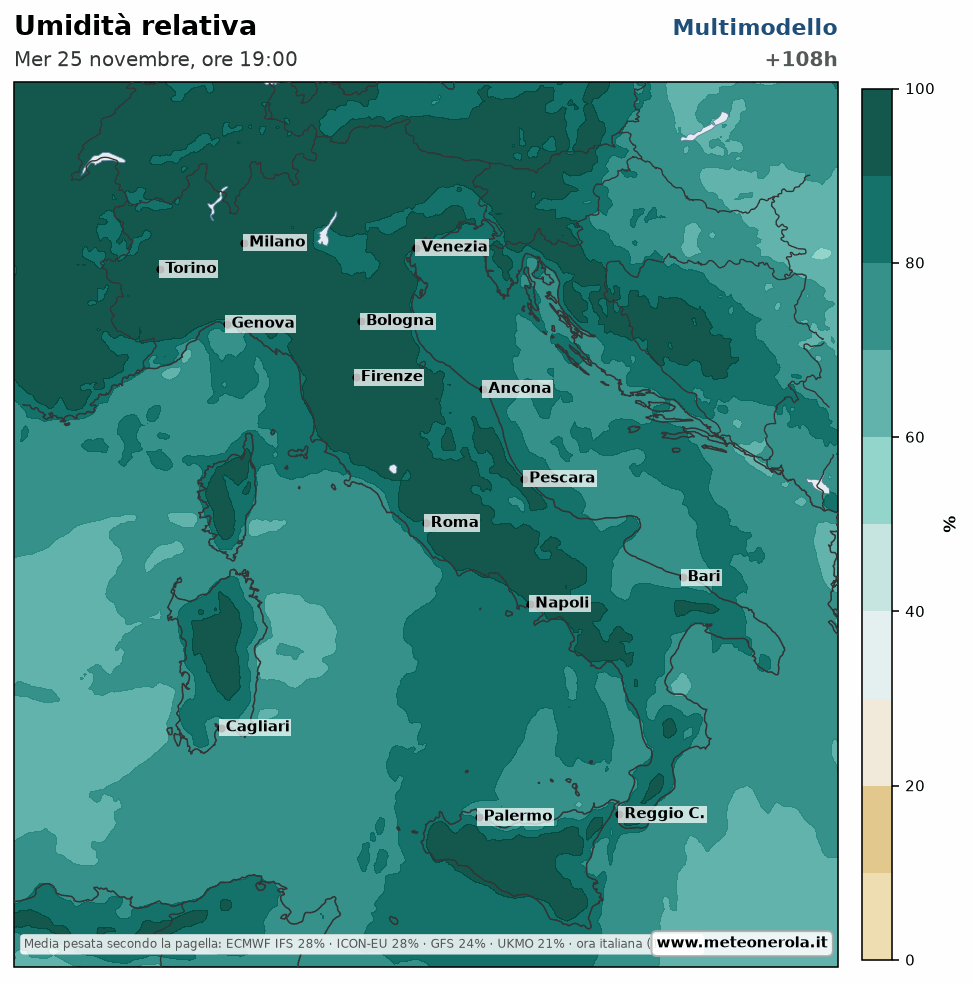 Umidità relativa
Multimodello
Mer 25 novembre, ore 19:00
+108h
100
80
60
40
20
0
%
Milano
Venezia
Torino
Genova
Bologna
Firenze
Ancona
Pescara
Roma
Bari
Napoli
Cagliari
Palermo
Reggio C.
Media pesata secondo la pagella: ECMWF IFS 28% · ICON-EU 28% · GFS 24% · UKMO 21% · ora italiana (
www.meteonerola.it